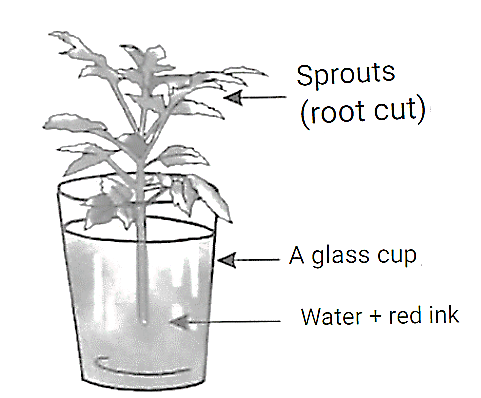 Sprouts
(root cut)
A glass cup
Water + red ink